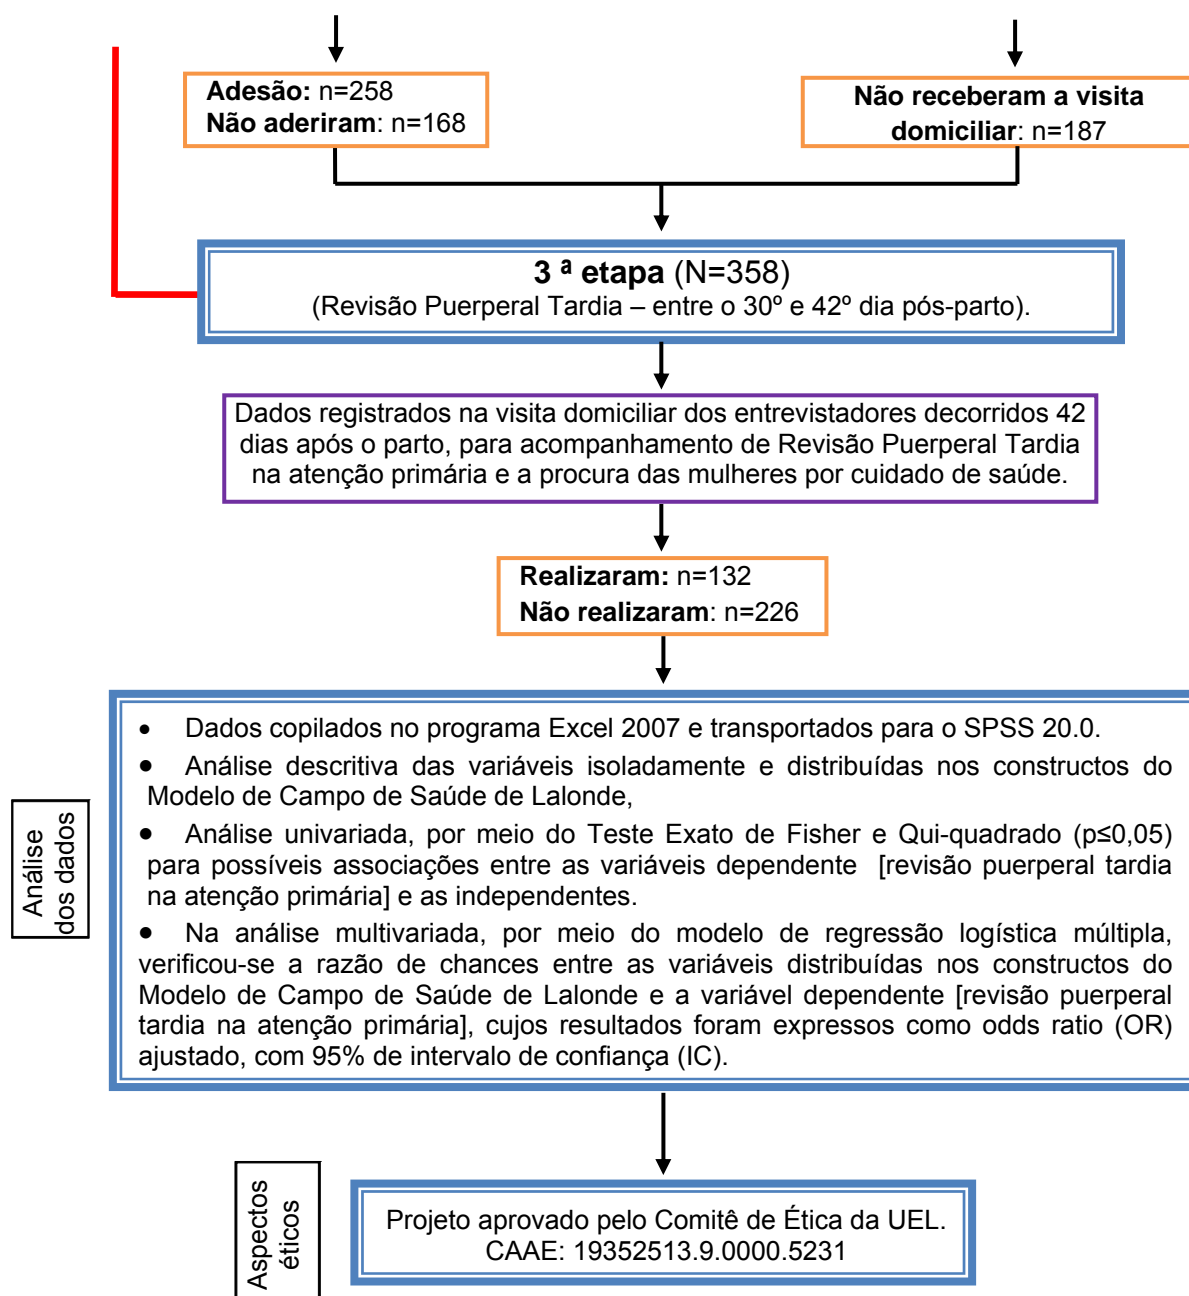 Adesão: n=258
Não aderiram: n=168
Não receberam a visita
domiciliar: n=187
3 ª etapa (N=358)
(Revisão Puerperal Tardia – entre o 30º e 42º dia pós-parto).
Dados registrados na visita domiciliar dos entrevistadores decorridos 42
dias após o parto, para acompanhamento de Revisão Puerperal Tardia
na atenção primária e a procura das mulheres por cuidado de saúde.
Realizaram: n=132
Não realizaram: n=226
Análise
dos dados
• Dados copilados no programa Excel 2007 e transportados para o SPSS 20.0.
• Análise descritiva das variáveis isoladamente e distribuídas nos constructos do
Modelo de Campo de Saúde de Lalonde,
• Análise univariada, por meio do Teste Exato de Fisher e Qui-quadrado (p≤0,05)
para possíveis associações entre as variáveis dependente [revisão puerperal tardia
na atenção primária] e as independentes.
• Na análise multivariada, por meio do modelo de regressão logística múltipla,
verificou-se a razão de chances entre as variáveis distribuídas nos constructos do
Modelo de Campo de Saúde de Lalonde e a variável dependente [revisão puerperal
tardia na atenção primária], cujos resultados foram expressos como odds ratio (OR)
ajustado, com 95% de intervalo de confiança (IC).
Aspectos
éticos
Projeto aprovado pelo Comitê de Ética da UEL.
CAAE: 19352513.9.0000.5231